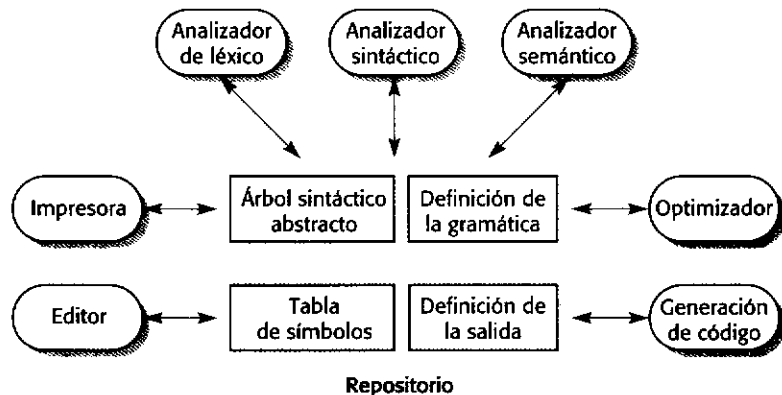 Analizador
de léxico
Analizador
sintáctico
Analizador
semántico
Impresora
Árbol sintáctico
abstracto
Definición de
la gramática
Optimizador
Editor
Tabla
de símbolos
Definición de
la salida
Generación
de código
Repositorio